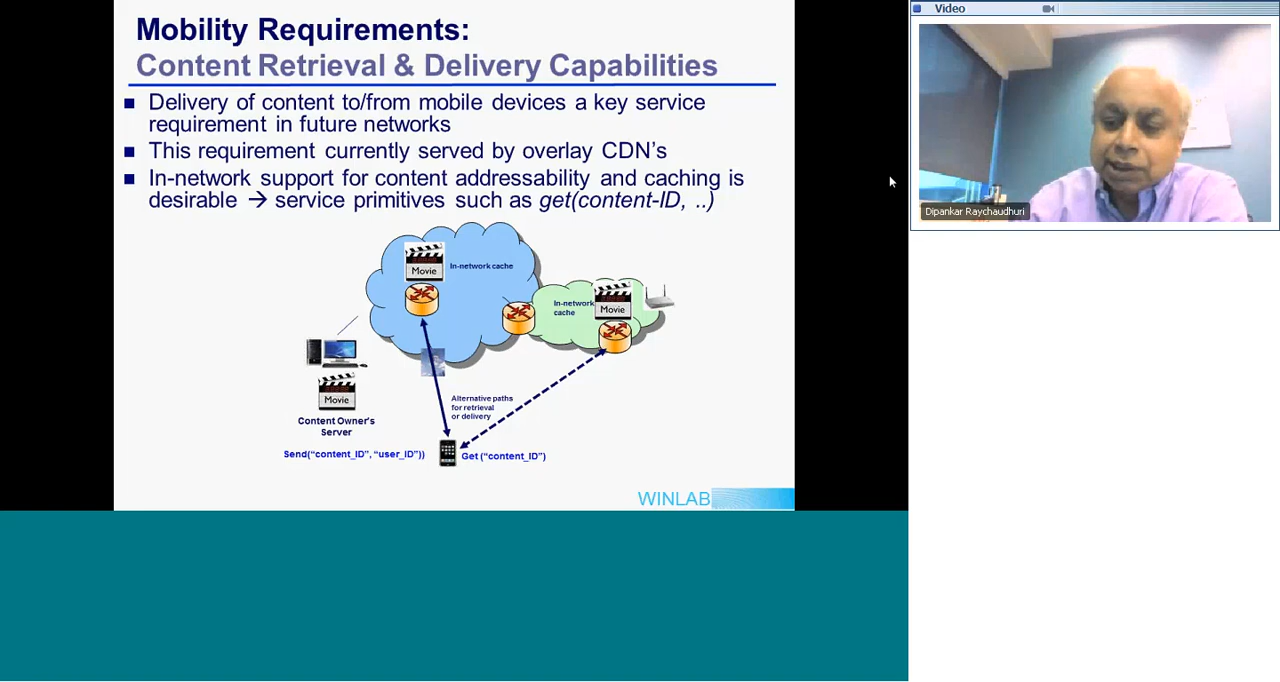 Mobility Requirements:
Content Retrieval & Delivery Capabilities
Delivery of content to/from mobile devices a key service
requirement in future networks
This requirement currently served by overlay CDN's
In-network support for content addressability and caching is
desirable → service primitives such as get(content-ID, ..)
Movie
In-network cache
In-network
cache
Movie
Movie
Content Owner's
Server
Alternative paths
for retrieval
or delivery
Send("content_ID", "user_ID"))
Get ("content_ID")
WINLAB
Video
Dipankar Raychaudhuri